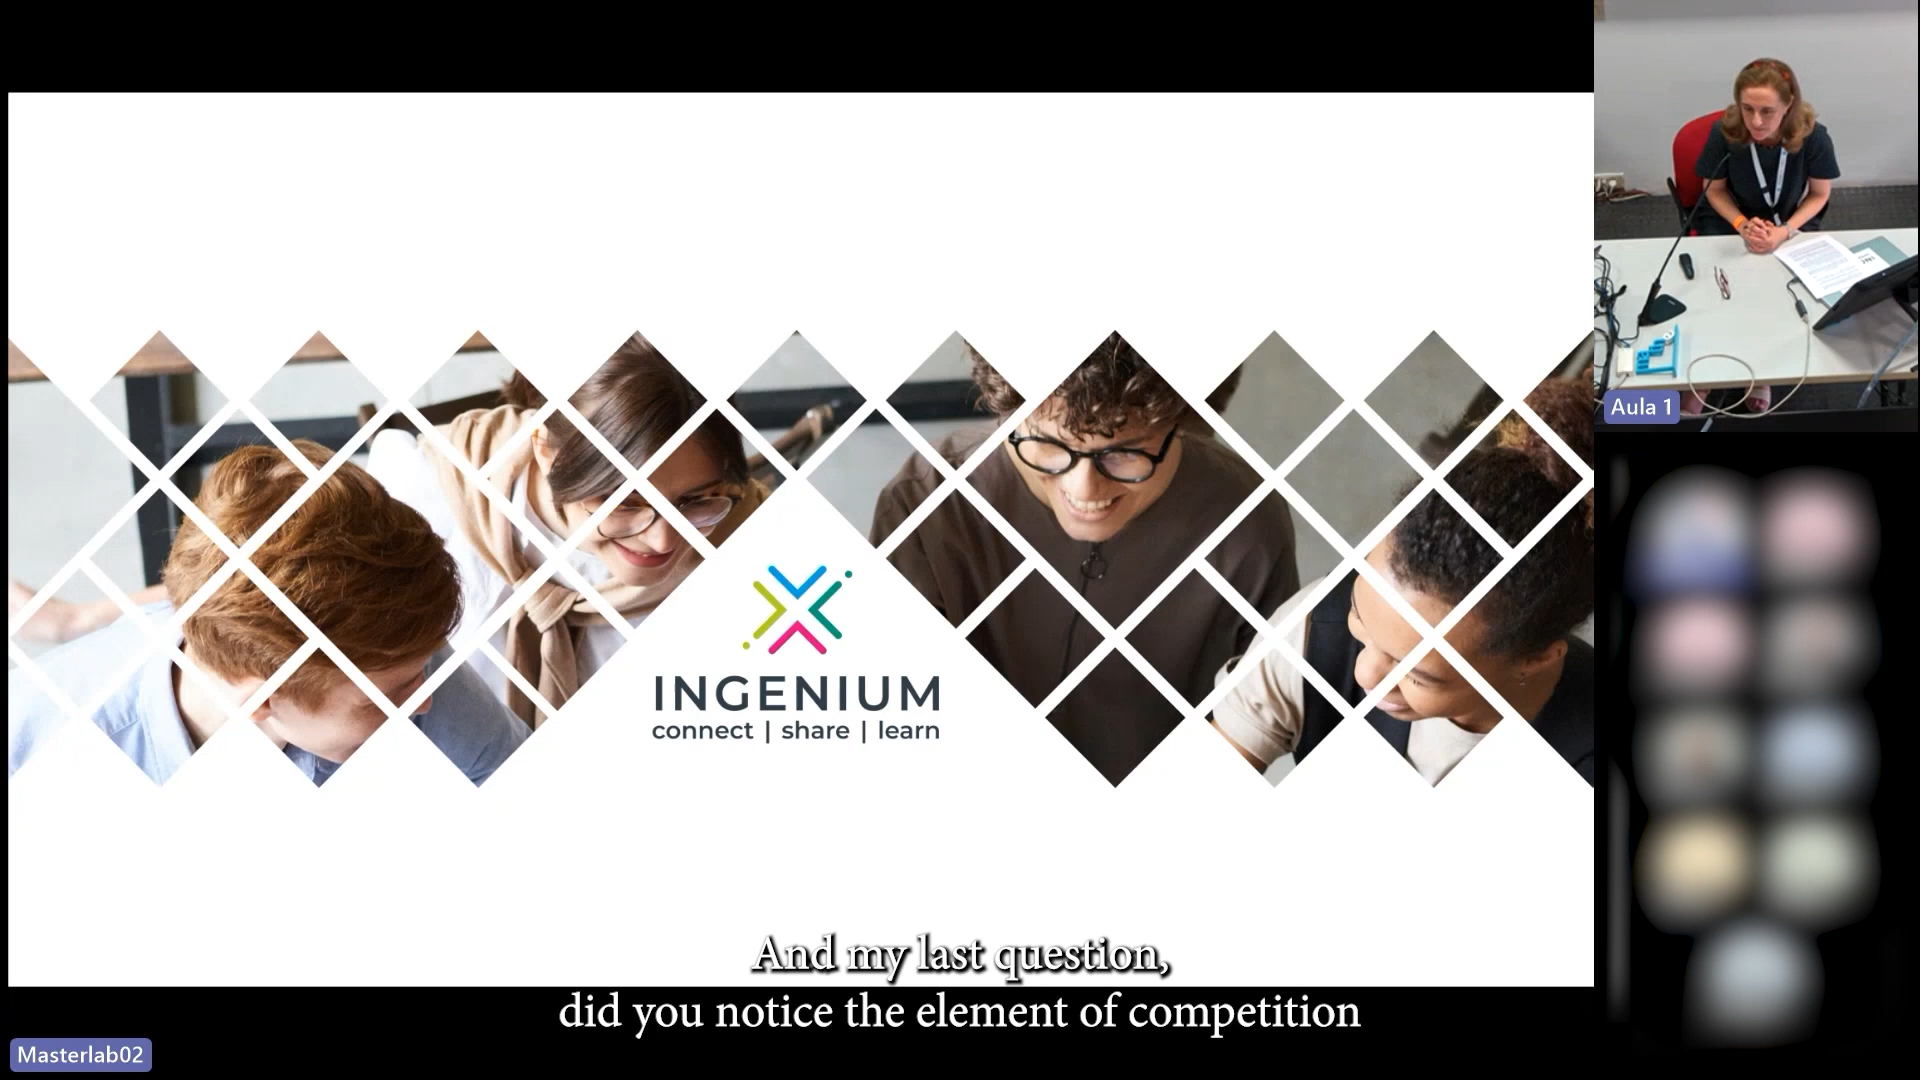 Aula 1
INGENIUM
connect | share | learn
And my last question,
did you notice the element of competition
Masterlab02